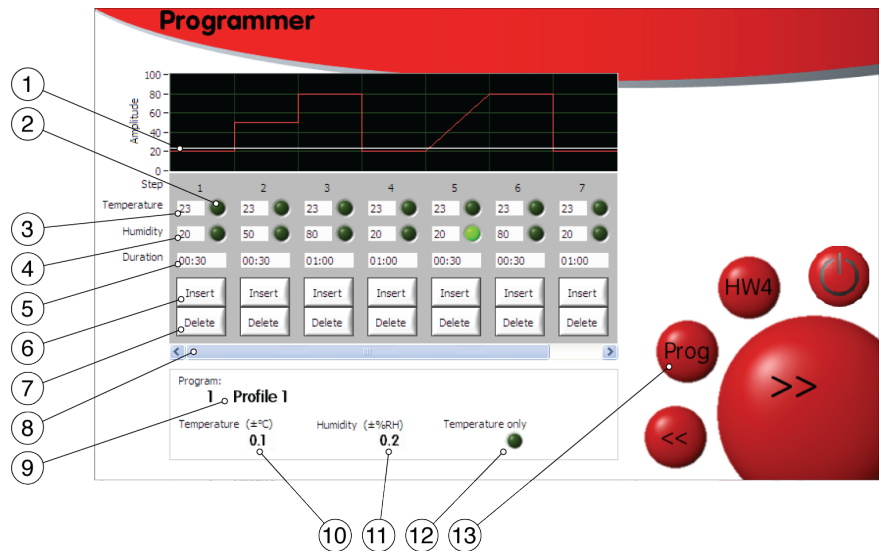 Programmer
Amplitude
100
80
60
40
20
0
Step 1 2 3 4 5 6 7
Temperature 23 23 23 23 23 23 23
Humidity 20 50 80 20 20 80 20
Duration 00:30 00:30 01:00 01:00 00:30 00:30 01:00
Insert Insert Insert Insert Insert Insert Insert
Delete Delete Delete Delete Delete Delete Delete
Program:
1 Profile 1
Temperature (±°C) Humidity (±%RH) Temperature only
0.1 0.2
HW4
Prog
>>
<<
1
2
3
4
5
6
7
8
9
10 11 12 13